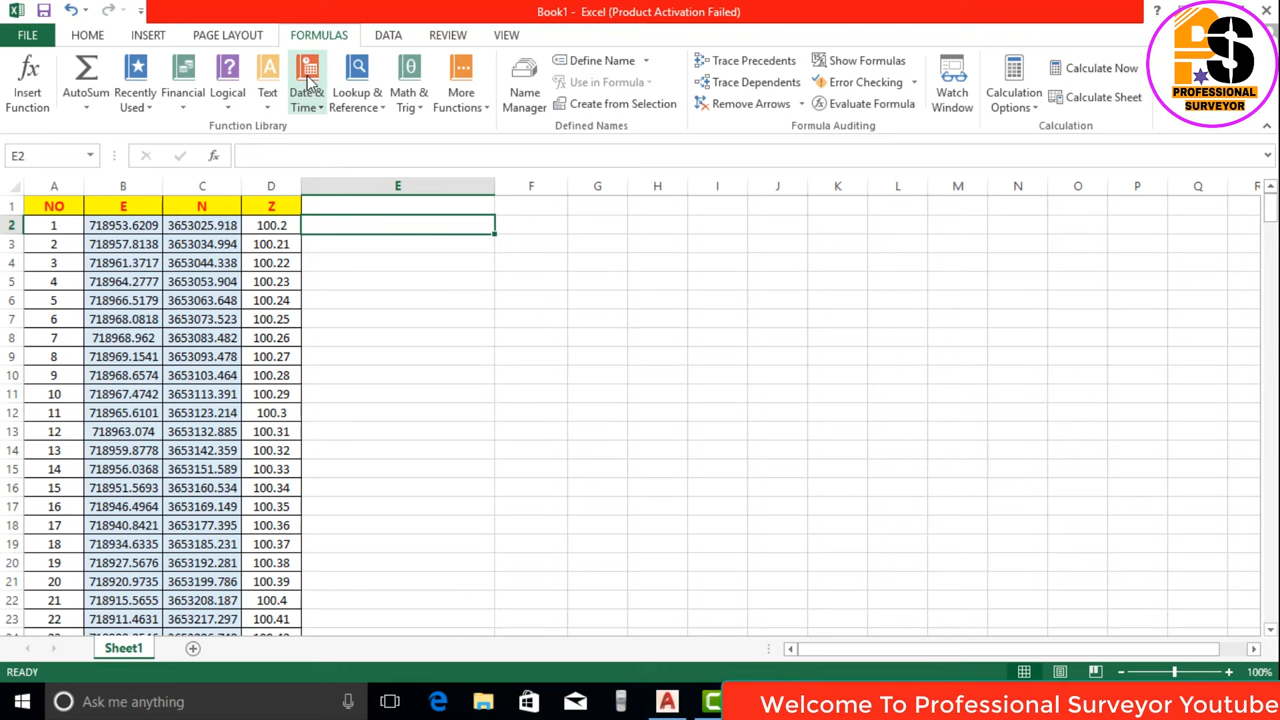 Book1 - Excel (Product Activation Failed)
FILE HOME INSERT PAGE LAYOUT FORMULAS DATA REVIEW VIEW
Insert Function
AutoSum
Recently Used
Financial
Logical
Text
Date & Time
Lookup & Reference
Math & Trig
More Functions
Function Library
Name Manager
Define Name
Use in Formula
Create from Selection
Defined Names
Trace Precedents
Trace Dependents
Remove Arrows
Show Formulas
Error Checking
Evaluate Formula
Formula Auditing
Watch Window
Calculation Options
Calculate Now
Calculate Sheet
Calculation
PROFESSIONAL
SURVEYOR
E2 fx
A B C D E F G H I J K L M N O P Q R
1 NO E N Z
2 1 718953.6209 3653025.918 100.2
3 2 718957.8138 3653034.994 100.21
4 3 718961.3717 3653044.338 100.22
5 4 718964.2777 3653053.904 100.23
6 5 718966.5179 3653063.648 100.24
7 6 718968.0818 3653073.523 100.25
8 7 718968.962 3653083.482 100.26
9 8 718969.1541 3653093.478 100.27
10 9 718968.6574 3653103.464 100.28
11 10 718967.4742 3653113.391 100.29
12 11 718965.6101 3653123.214 100.3
13 12 718963.074 3653132.885 100.31
14 13 718959.8778 3653142.359 100.32
15 14 718956.0368 3653151.589 100.33
16 15 718951.5693 3653160.534 100.34
17 16 718946.4964 3653169.149 100.35
18 17 718940.8421 3653177.395 100.36
19 18 718934.6335 3653185.231 100.37
20 19 718927.5676 3653192.281 100.38
21 20 718920.9735 3653199.786 100.39
22 21 718915.5655 3653208.187 100.4
23 22 718911.4631 3653217.297 100.41
Sheet1
READY 100%
Ask me anything
Welcome To Professional Surveyor Youtube